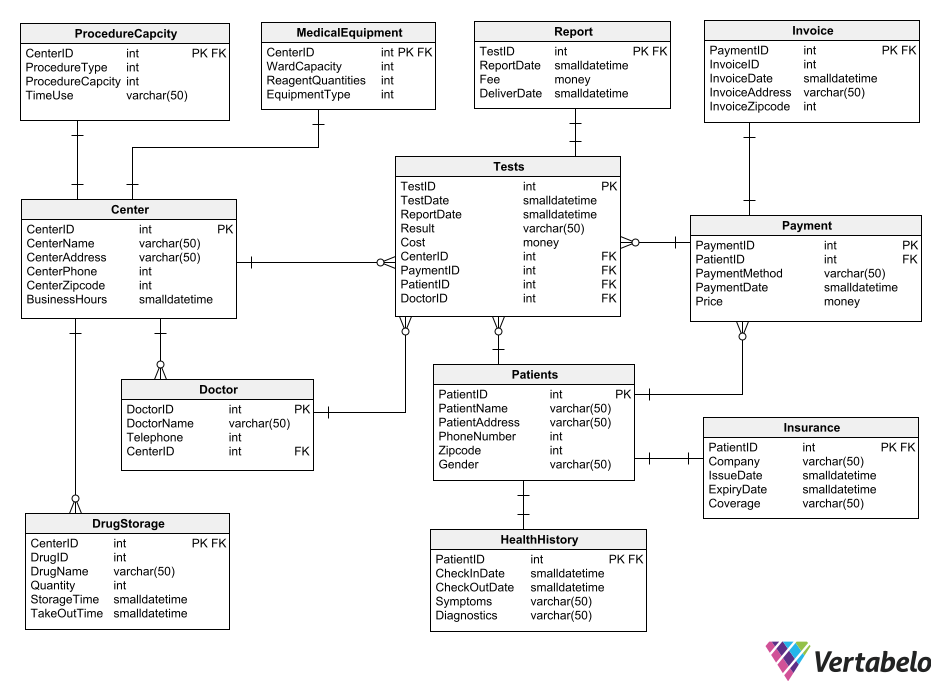 ProcedureCapcity
CenterID int PK FK
ProcedureType int
ProcedureCapcity int
TimeUse varchar(50)
MedicalEquipment
CenterID int PK FK
WardCapacity int
ReagentQuantities int
EquipmentType int
Report
TestID int PK FK
ReportDate smalldatetime
Fee money
DeliverDate smalldatetime
Invoice
PaymentID int PK FK
InvoiceID int
InvoiceDate smalldatetime
InvoiceAddress varchar(50)
InvoiceZipcode int
Center
CenterID int PK
CenterName varchar(50)
CenterAddress varchar(50)
CenterPhone int
CenterZipcode int
BusinessHours smalldatetime
Tests
TestID int PK
TestDate smalldatetime
ReportDate smalldatetime
Result varchar(50)
Cost money
CenterID int FK
PaymentID int FK
PatientID int FK
DoctorID int FK
Payment
PaymentID int PK
PatientID int FK
PaymentMethod varchar(50)
PaymentDate smalldatetime
Price money
Doctor
DoctorID int PK
DoctorName varchar(50)
Telephone int
CenterID int FK
Patients
PatientID int PK
PatientName varchar(50)
PatientAddress varchar(50)
PhoneNumber int
Zipcode int
Gender varchar(50)
Insurance
PatientID int PK FK
Company varchar(50)
IssueDate smalldatetime
ExpiryDate smalldatetime
Coverage varchar(50)
DrugStorage
CenterID int PK FK
DrugID int
DrugName varchar(50)
Quantity int
StorageTime smalldatetime
TakeOutTime smalldatetime
HealthHistory
PatientID int PK FK
CheckInDate smalldatetime
CheckOutDate smalldatetime
Symptoms varchar(50)
Diagnostics varchar(50)
Vertabelo